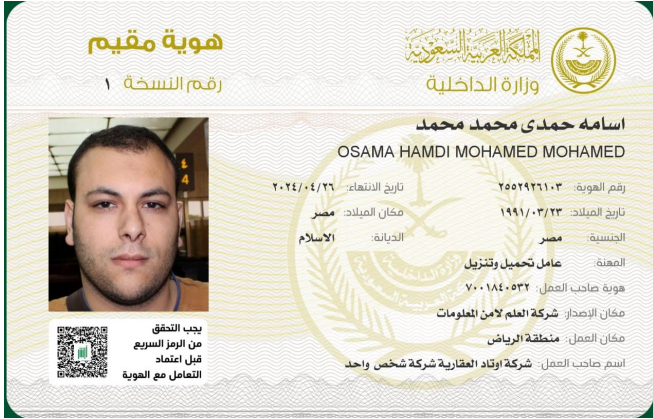 هوية مقيم
رقم النسخة ١
المملكة العربية السعودية
وزارة الداخلية
اسامه حمدى محمد محمد
OSAMA HAMDI MOHAMED MOHAMED
رقم الهوية: ٢٥٥٢٩٢٦١٠٣
تاريخ الانتهاء: ٢٠٢٤/٠٤/٢٦
تاريخ الميلاد: ١٩٩١/٠٣/٢٣
مكان الميلاد: مصر
الجنسية: مصر
الديانة: الاسلام
المهنة: عامل تحميل وتنزيل
هوية صاحب العمل: ٧٠٠١٨٤٠٥٣٢
مكان الإصدار: شركة العلم لامن المعلومات
مكان العمل: منطقة الرياض
اسم صاحب العمل: شركة اوتاد العقارية شركة شخص واحد
يجب التحقق
من الرمز السريع
قبل اعتماد
التعامل مع الهوية